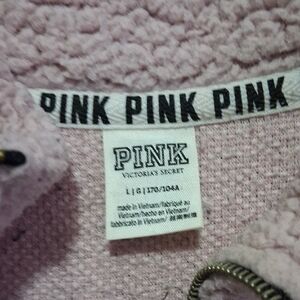 PINK PINK PINK
PINK
VICTORIA'S SECRET
L | G | 170/104A
made in Vietnam/fabriqué au
Vietnam/hecho en Vietnam/
fabbricato in Vietnam/